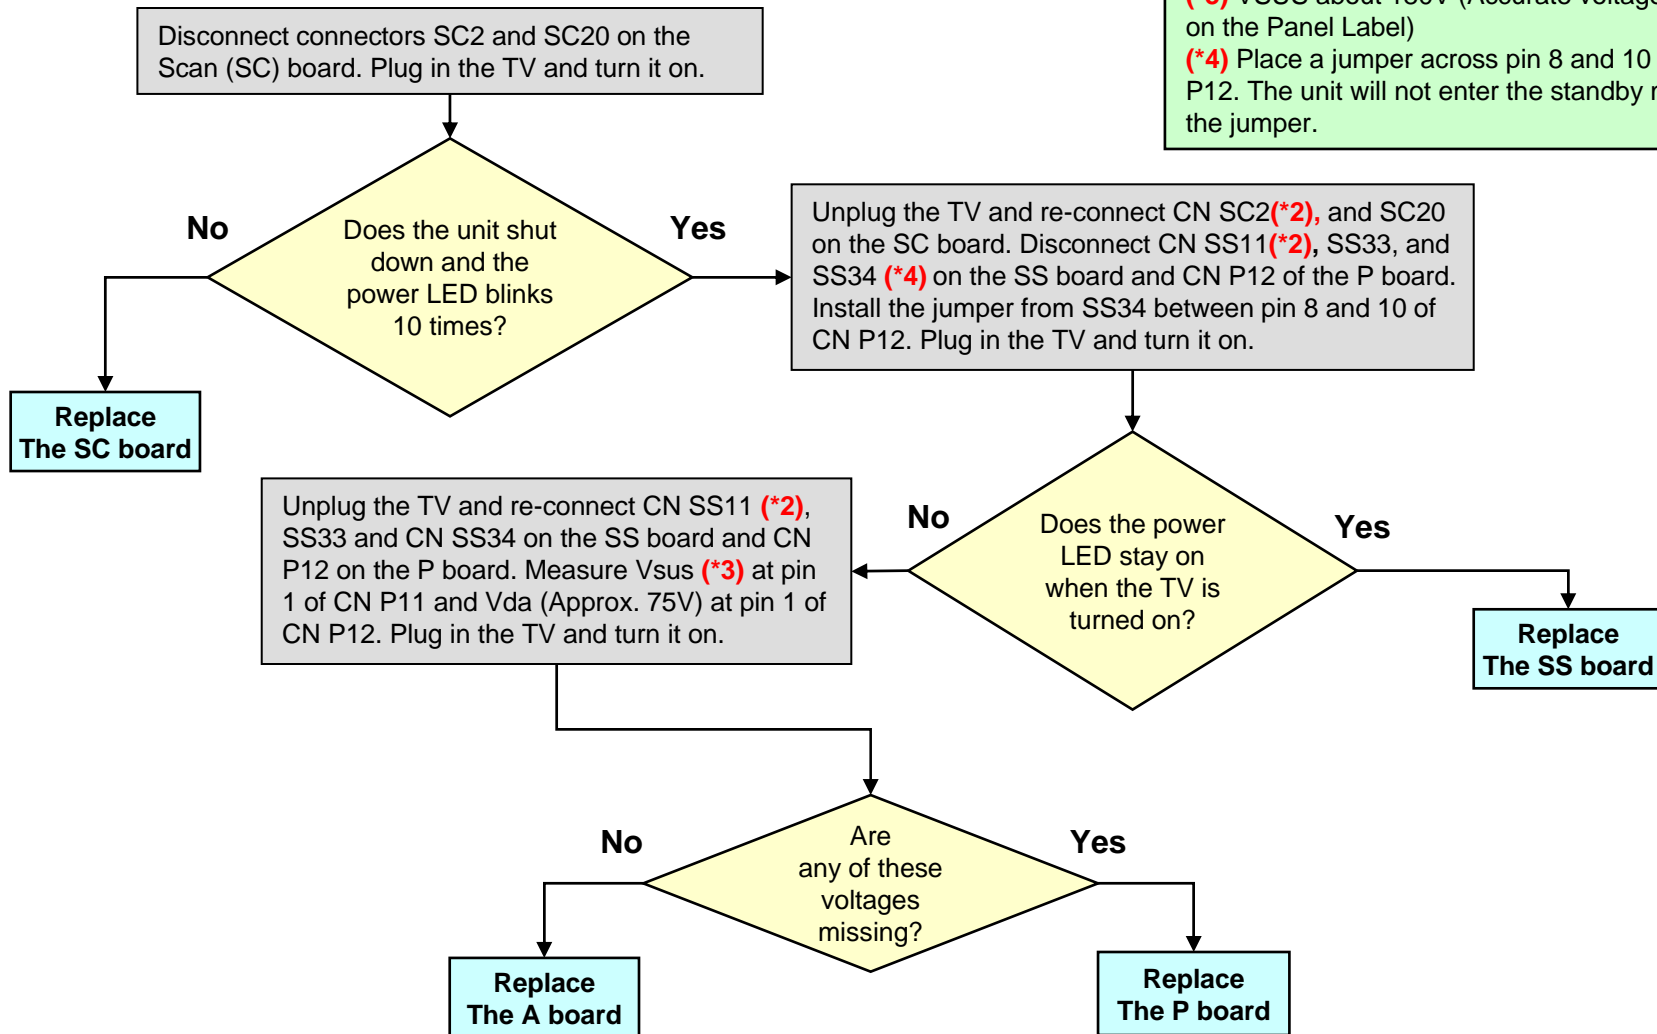 on the Panel Label)
(*4) Place a jumper across pin 8 and 10
P12. The unit will not enter the standby
the jumper.
Disconnect connectors SC2 and SC20 on the
Scan (SC) board. Plug in the TV and turn it on.
No
Does the unit shut
down and the
power LED blinks
10 times?
Yes
Unplug the TV and re-connect CN SC2(*2), and SC20
on the SC board. Disconnect CN SS11(*2), SS33, and
SS34 (*4) on the SS board and CN P12 of the P board.
Install the jumper from SS34 between pin 8 and 10 of
CN P12. Plug in the TV and turn it on.
Replace
The SC board
Unplug the TV and re-connect CN SS11 (*2),
SS33 and CN SS34 on the SS board and CN
P12 on the P board. Measure Vsus (*3) at pin
1 of CN P11 and Vda (Approx. 75V) at pin 1 of
CN P12. Plug in the TV and turn it on.
No
Does the power
LED stay on
when the TV is
turned on?
Yes
Replace
The SS board
No
Are
any of these
voltages
missing?
Yes
Replace
The A board
Replace
The P board